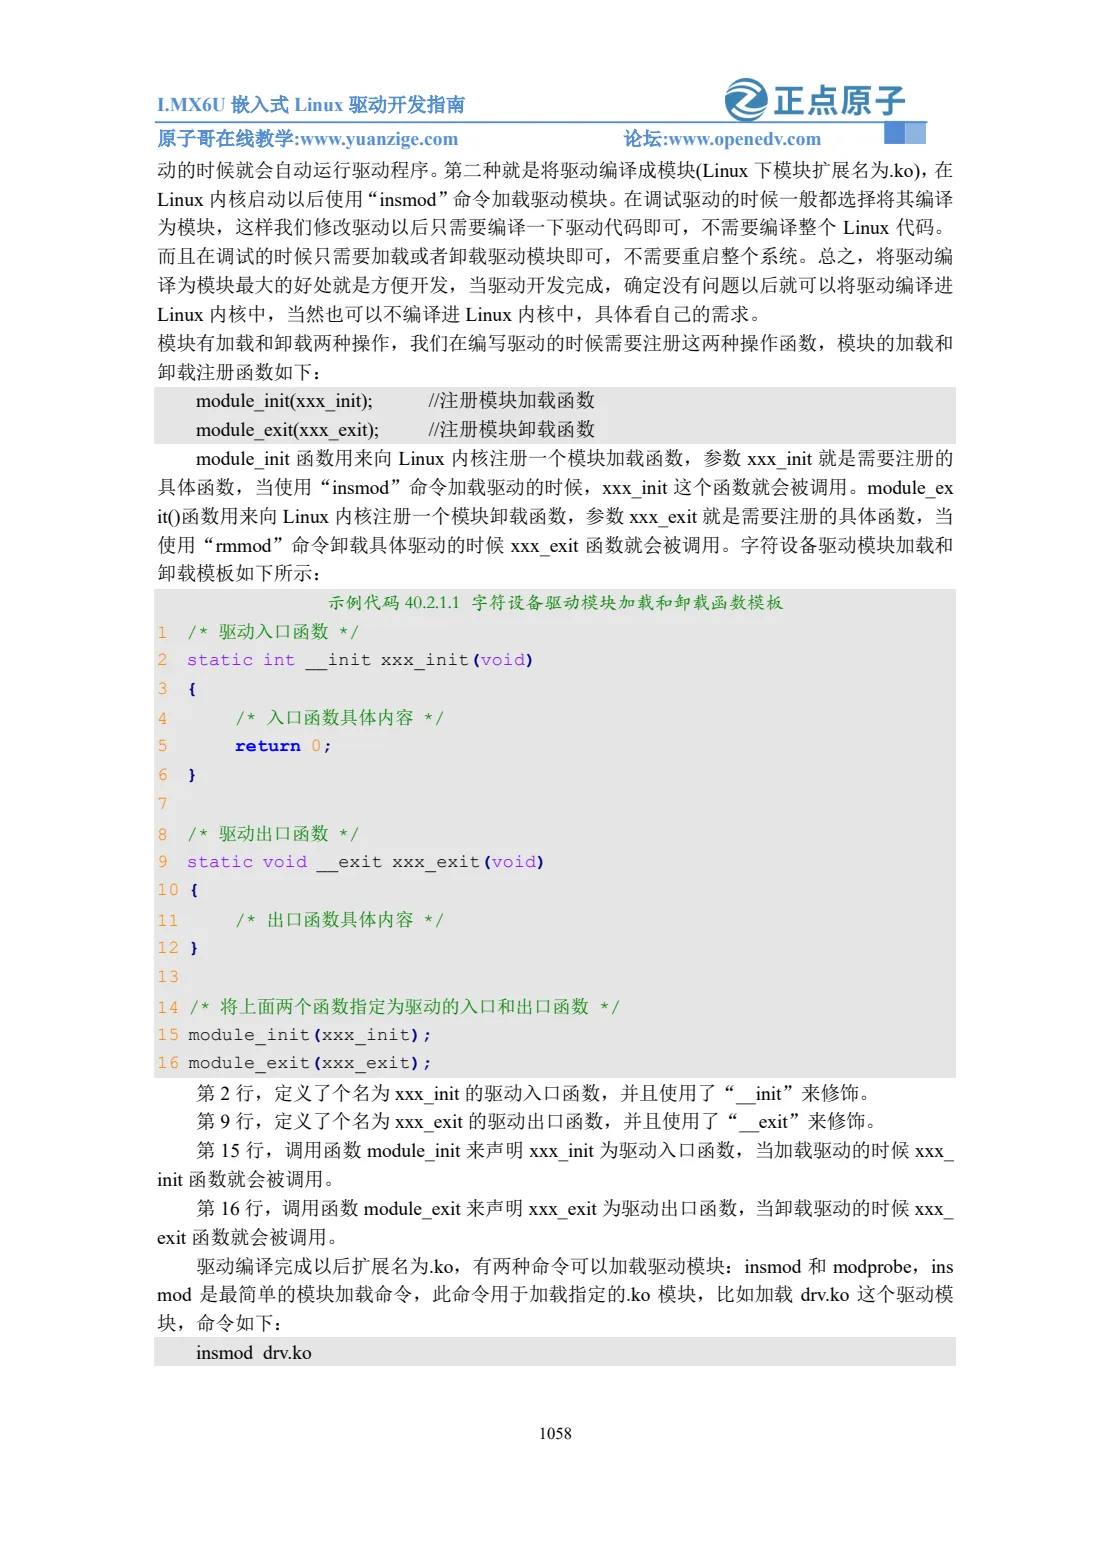 I.MX6U 嵌入式 Linux 驱动开发指南
正点原子
原子哥在线教学:www.yuanzige.com 论坛:www.openedv.com
动的时候就会自动运行驱动程序。第二种就是将驱动编译成模块(Linux 下模块扩展名为.ko)，在
Linux 内核启动以后使用“insmod”命令加载驱动模块。在调试驱动的时候一般都选择将其编译
为模块，这样我们修改驱动以后只需要编译一下驱动代码即可，不需要编译整个 Linux 代码。
而且在调试的时候只需要加载或者卸载驱动模块即可，不需要重启整个系统。总之，将驱动编
译为模块最大的好处就是方便开发，当驱动开发完成，确定没有问题以后就可以将驱动编译进
Linux 内核中，当然也可以不编译进 Linux 内核中，具体看自己的需求。
模块有加载和卸载两种操作，我们在编写驱动的时候需要注册这两种操作函数，模块的加载和
卸载注册函数如下：
module_init(xxx_init); //注册模块加载函数
module_exit(xxx_exit); //注册模块卸载函数
module_init 函数用来向 Linux 内核注册一个模块加载函数，参数 xxx_init 就是需要注册的
具体函数，当使用“insmod”命令加载驱动的时候，xxx_init 这个函数就会被调用。module_ex
it()函数用来向 Linux 内核注册一个模块卸载函数，参数 xxx_exit 就是需要注册的具体函数，当
使用“rmmod”命令卸载具体驱动的时候 xxx_exit 函数就会被调用。字符设备驱动模块加载和
卸载模板如下所示：
示例代码 40.2.1.1 字符设备驱动模块加载和卸载函数模板
1 /* 驱动入口函数 */
2 static int __init xxx_init(void)
3 {
4 /* 入口函数具体内容 */
5 return 0;
6 }
7
8 /* 驱动出口函数 */
9 static void __exit xxx_exit(void)
10 {
11 /* 出口函数具体内容 */
12 }
13
14 /* 将上面两个函数指定为驱动的入口和出口函数 */
15 module_init(xxx_init);
16 module_exit(xxx_exit);
第 2 行，定义了个名为 xxx_init 的驱动入口函数，并且使用了“__init”来修饰。
第 9 行，定义了个名为 xxx_exit 的驱动出口函数，并且使用了“__exit”来修饰。
第 15 行，调用函数 module_init 来声明 xxx_init 为驱动入口函数，当加载驱动的时候 xxx_
init 函数就会被调用。
第 16 行，调用函数 module_exit 来声明 xxx_exit 为驱动出口函数，当卸载驱动的时候 xxx_
exit 函数就会被调用。
驱动编译完成以后扩展名为.ko，有两种命令可以加载驱动模块：insmod 和 modprobe，ins
mod 是最简单的模块加载命令，此命令用于加载指定的.ko 模块，比如加载 drv.ko 这个驱动模
块，命令如下：
insmod drv.ko
1058